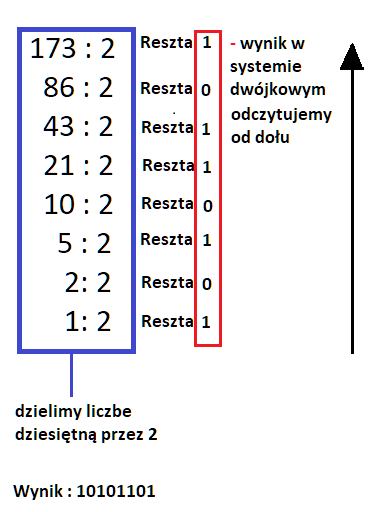 173 : 2 Reszta 1 - wynik w
systemie
86 : 2 Reszta 0 dwójkowym
odczytujemy
43 : 2 Reszta 1 od dołu
21 : 2 Reszta 1
10 : 2 Reszta 0
5 : 2 Reszta 1
2: 2 Reszta 0
1: 2 Reszta 1
dzielimy liczbe
dziesiętną przez 2
Wynik : 10101101